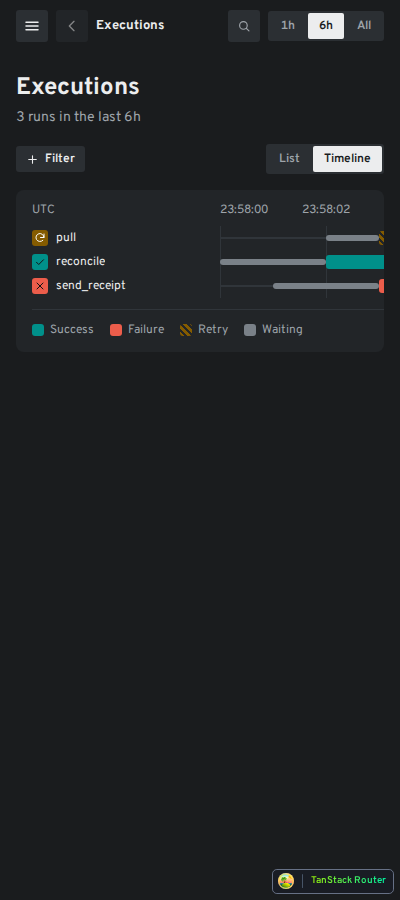 Executions
1h 6h All
Executions
3 runs in the last 6h
Filter
List Timeline
UTC 23:58:00 23:58:02
pull
reconcile
send_receipt
Success Failure Retry Waiting
TanStack Router